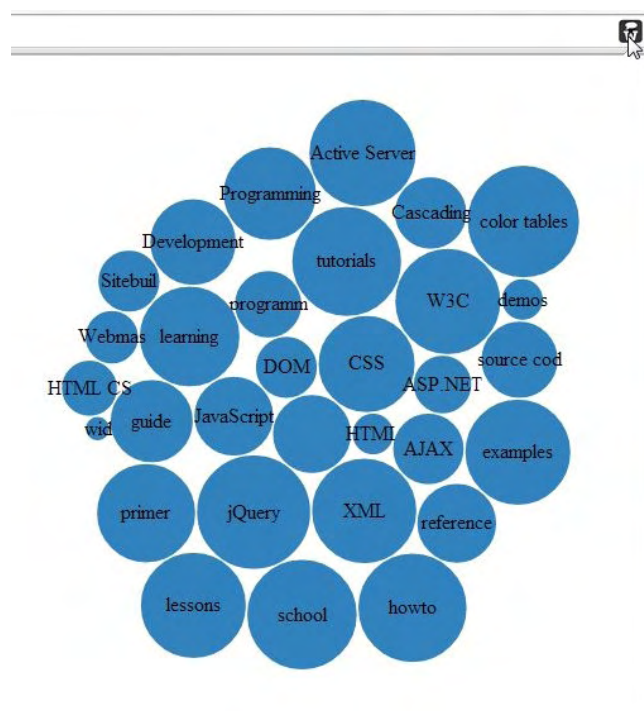 Active Server
Programming
Cascading
color tables
Development
tutorials
Sitebuil
programm
W3C
demos
Webmas
learning
source cod
DOM
CSS
ASP.NET
HTML CS
JavaScript
guide
wid
HTML
AJAX
examples
primer
jQuery
XML
reference
lessons
school
howto